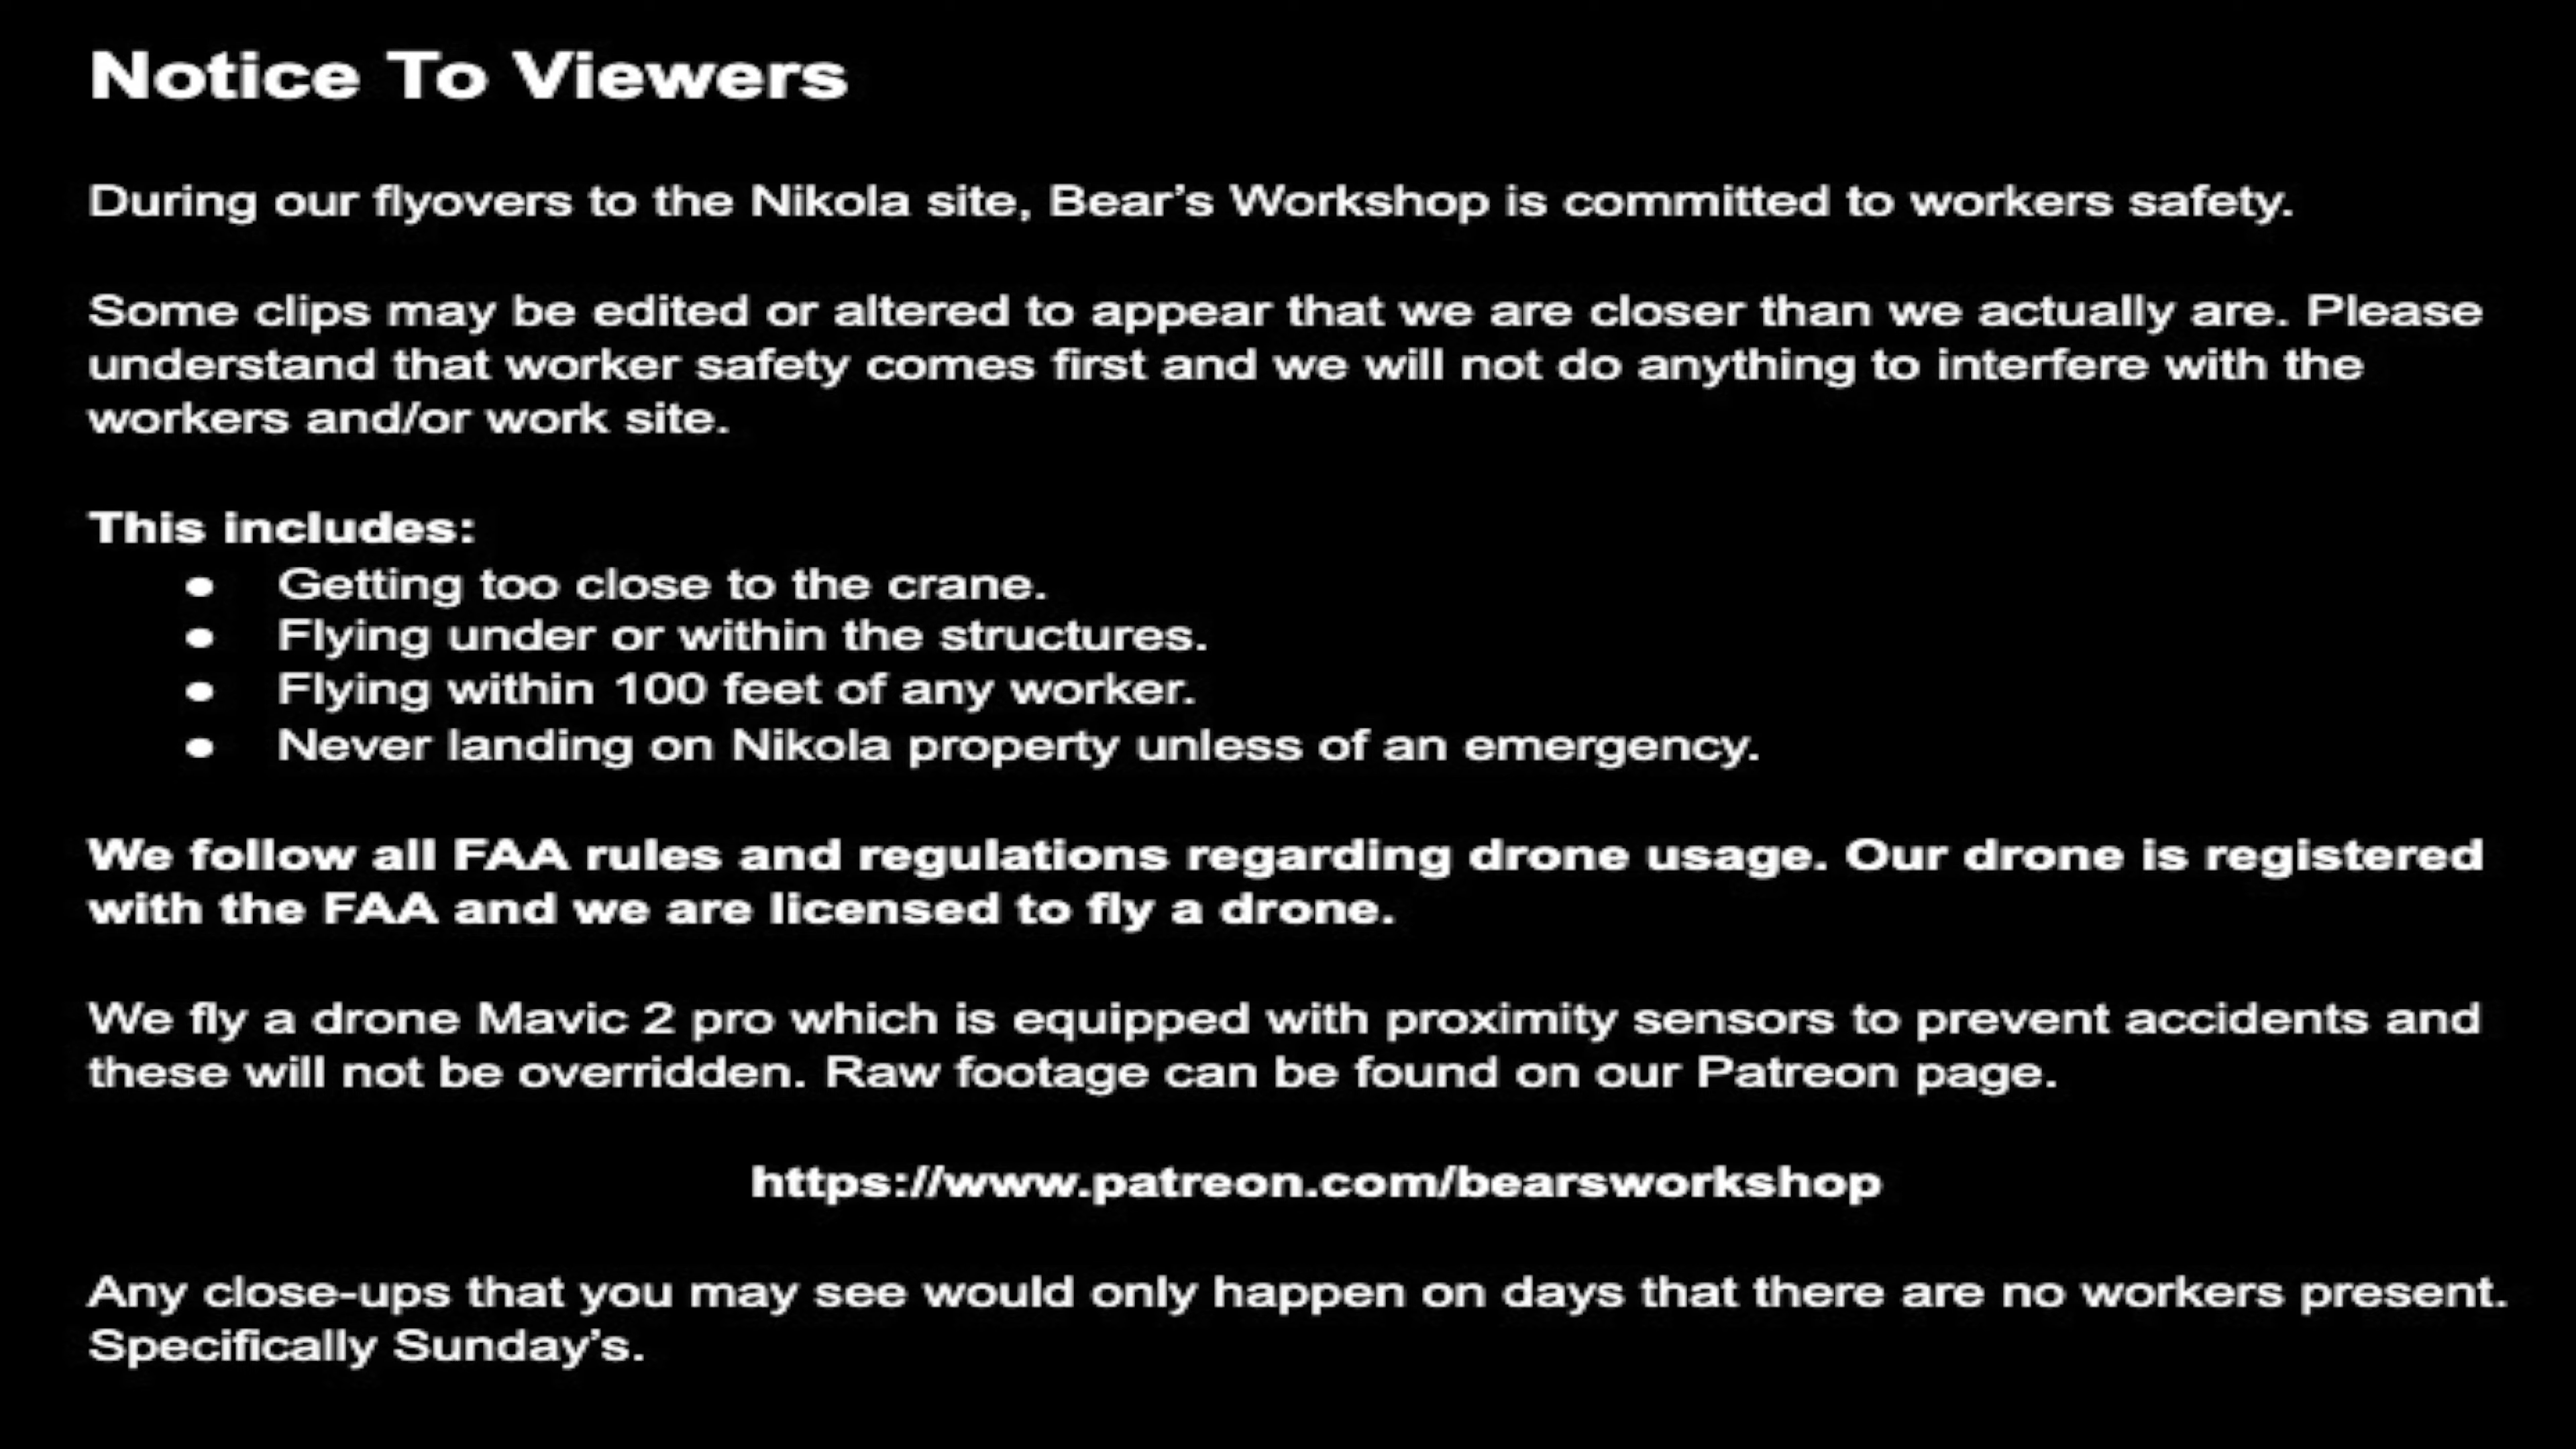 Notice To Viewers
During our flyovers to the Nikola site, Bear's Workshop is committed to workers safety.
Some clips may be edited or altered to appear that we are closer than we actually are. Please
understand that worker safety comes first and we will not do anything to interfere with the
workers and/or work site.
This includes:
● Getting too close to the crane.
● Flying under or within the structures.
● Flying within 100 feet of any worker.
● Never landing on Nikola property unless of an emergency.
We follow all FAA rules and regulations regarding drone usage. Our drone is registered
with the FAA and we are licensed to fly a drone.
We fly a drone Mavic 2 pro which is equipped with proximity sensors to prevent accidents and
these will not be overridden. Raw footage can be found on our Patreon page.
https://www.patreon.com/bearsworkshop
Any close-ups that you may see would only happen on days that there are no workers present.
Specifically Sunday's.